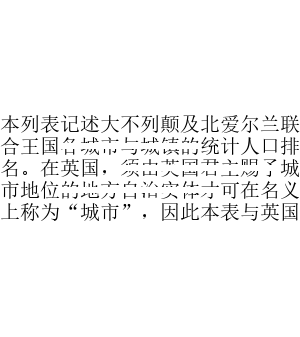 本列表记述大不列颠及北爱尔兰联
合王国各城市与城镇的统计人口排
名。在英国，须由英国君主赐予城
市地位的地方自治实体才可在名义
上称为“城市”，因此本表与英国